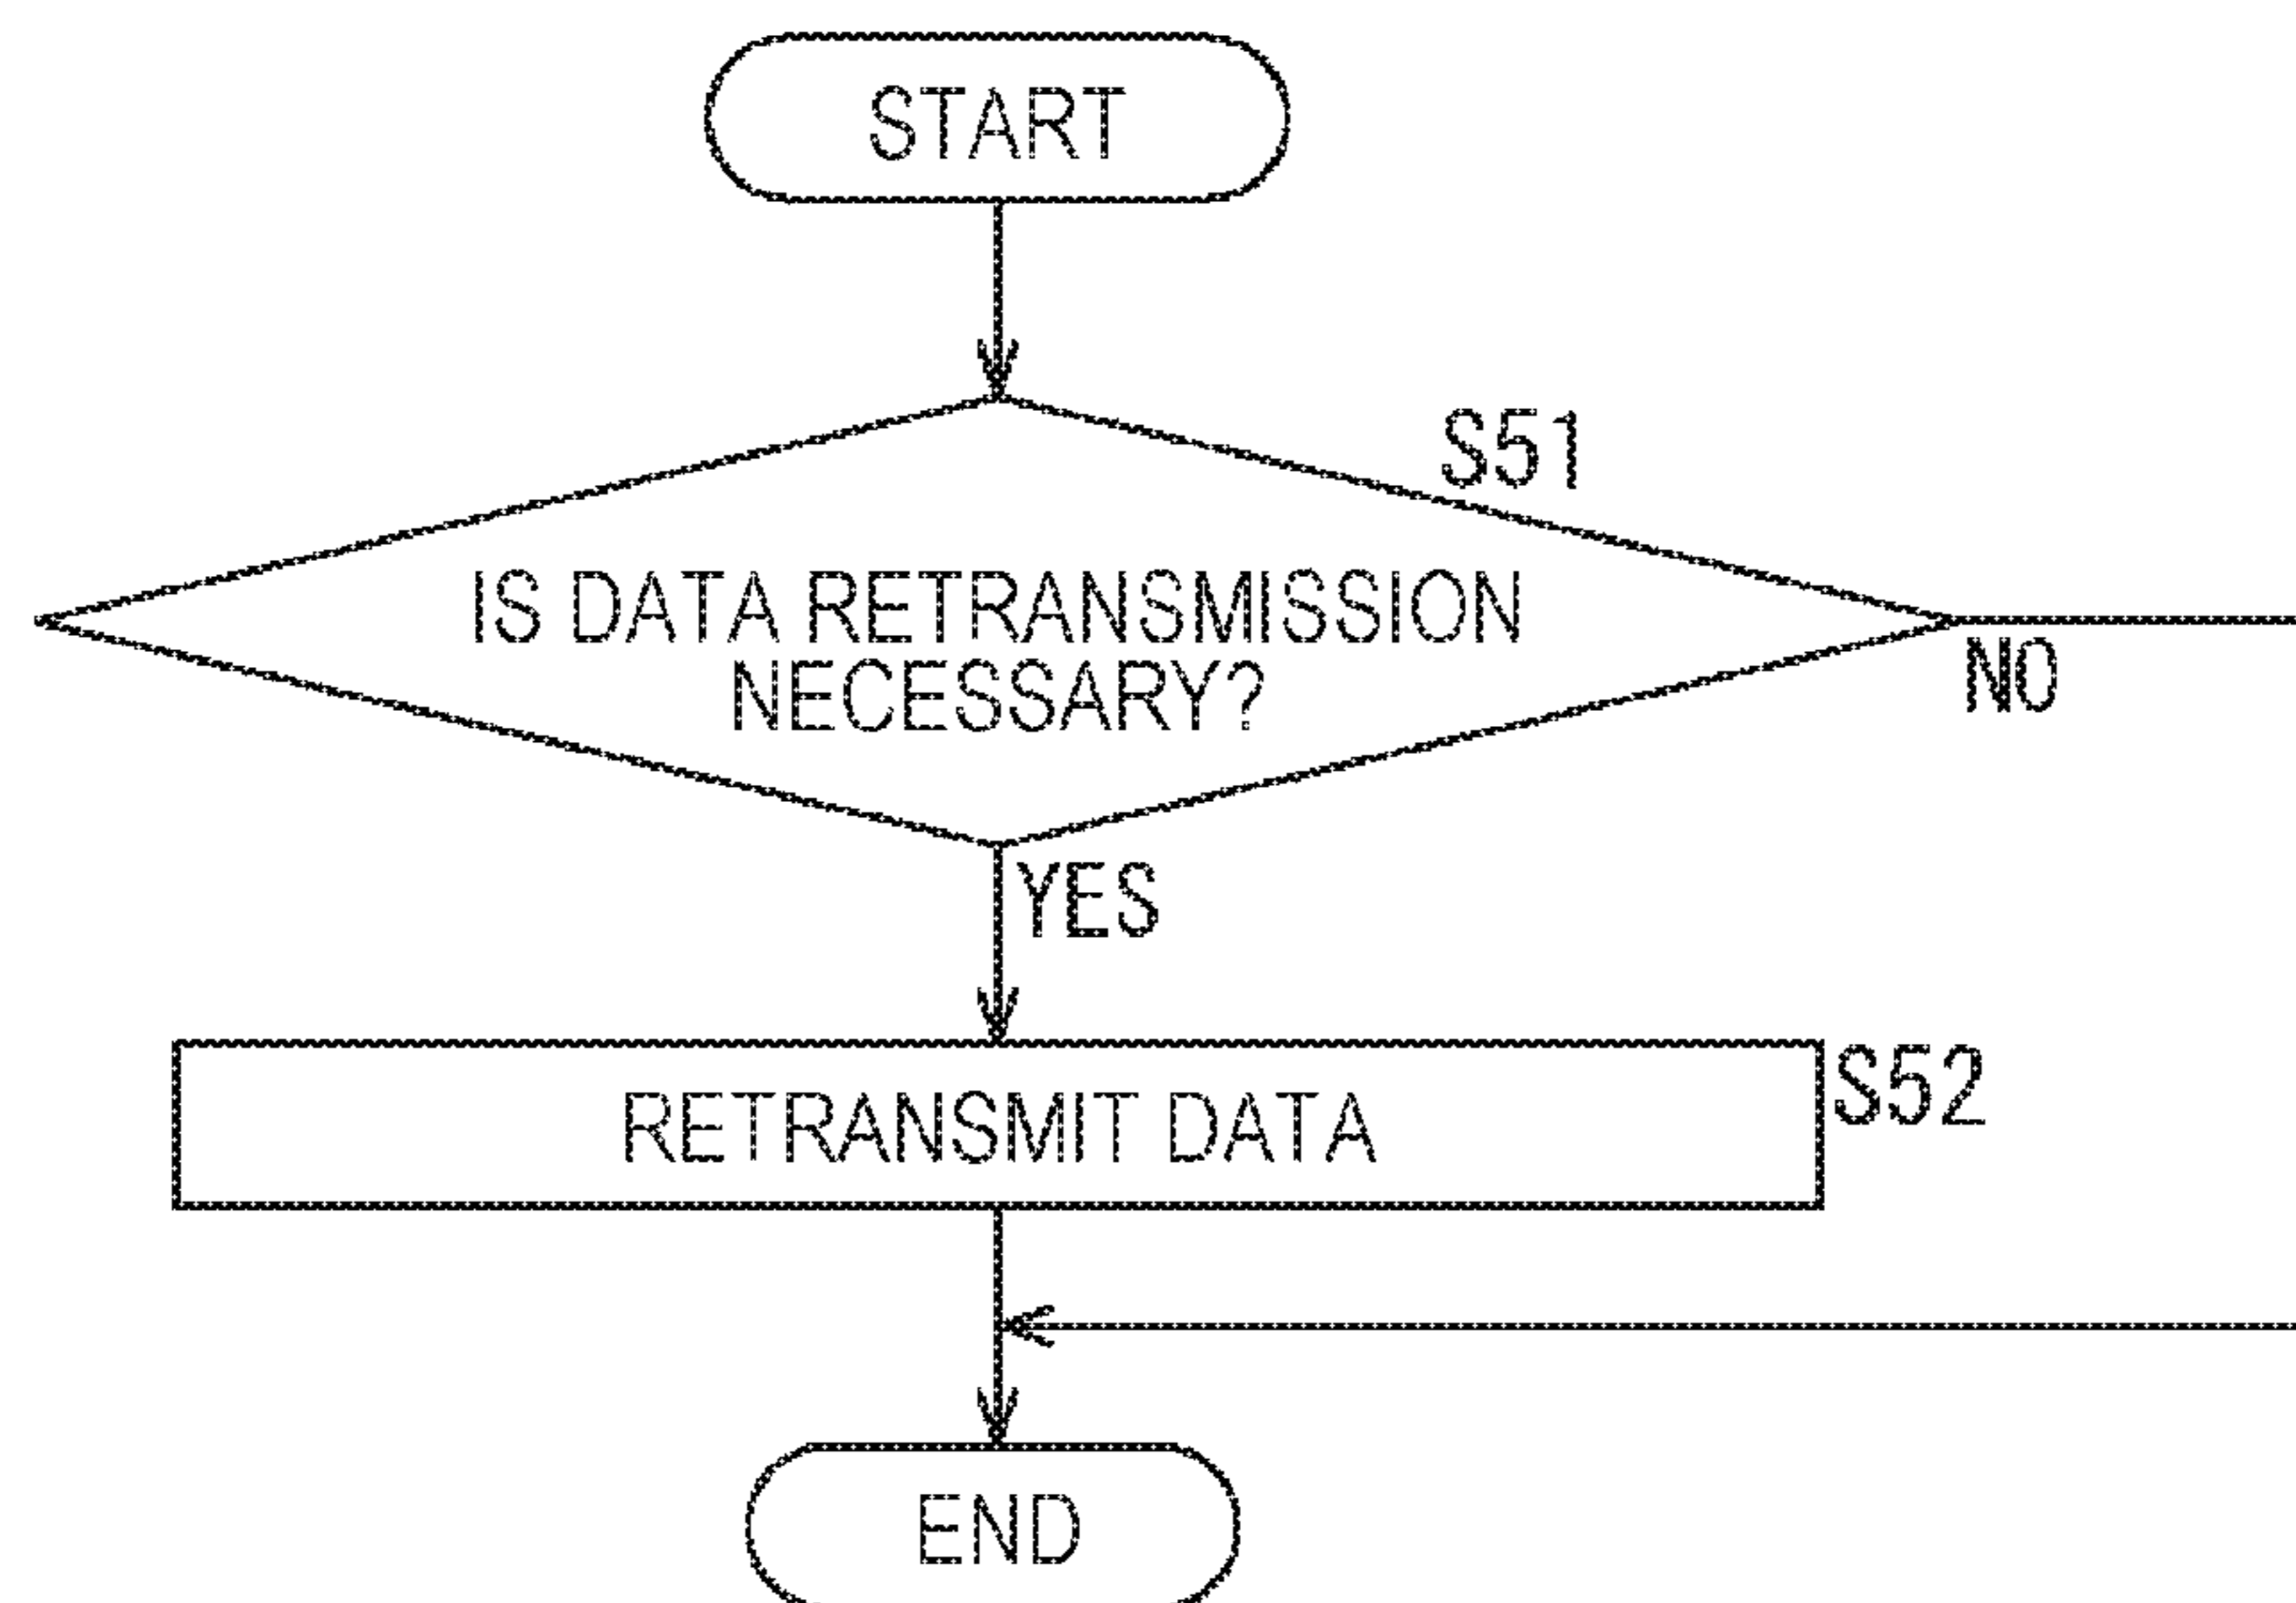 START
S51
IS DATA RETRANSMISSION
NECESSARY?
NO
YES
RETRANSMIT DATA
S52
END